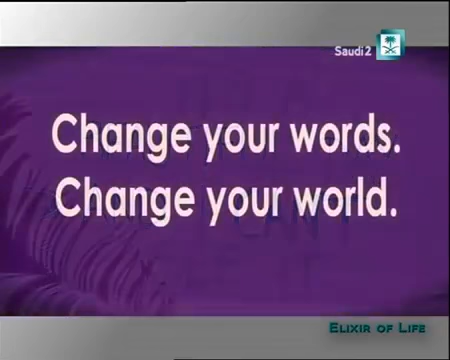 Saudi 2
Change your words.
Change your world.
ELIXIR OF LIFE